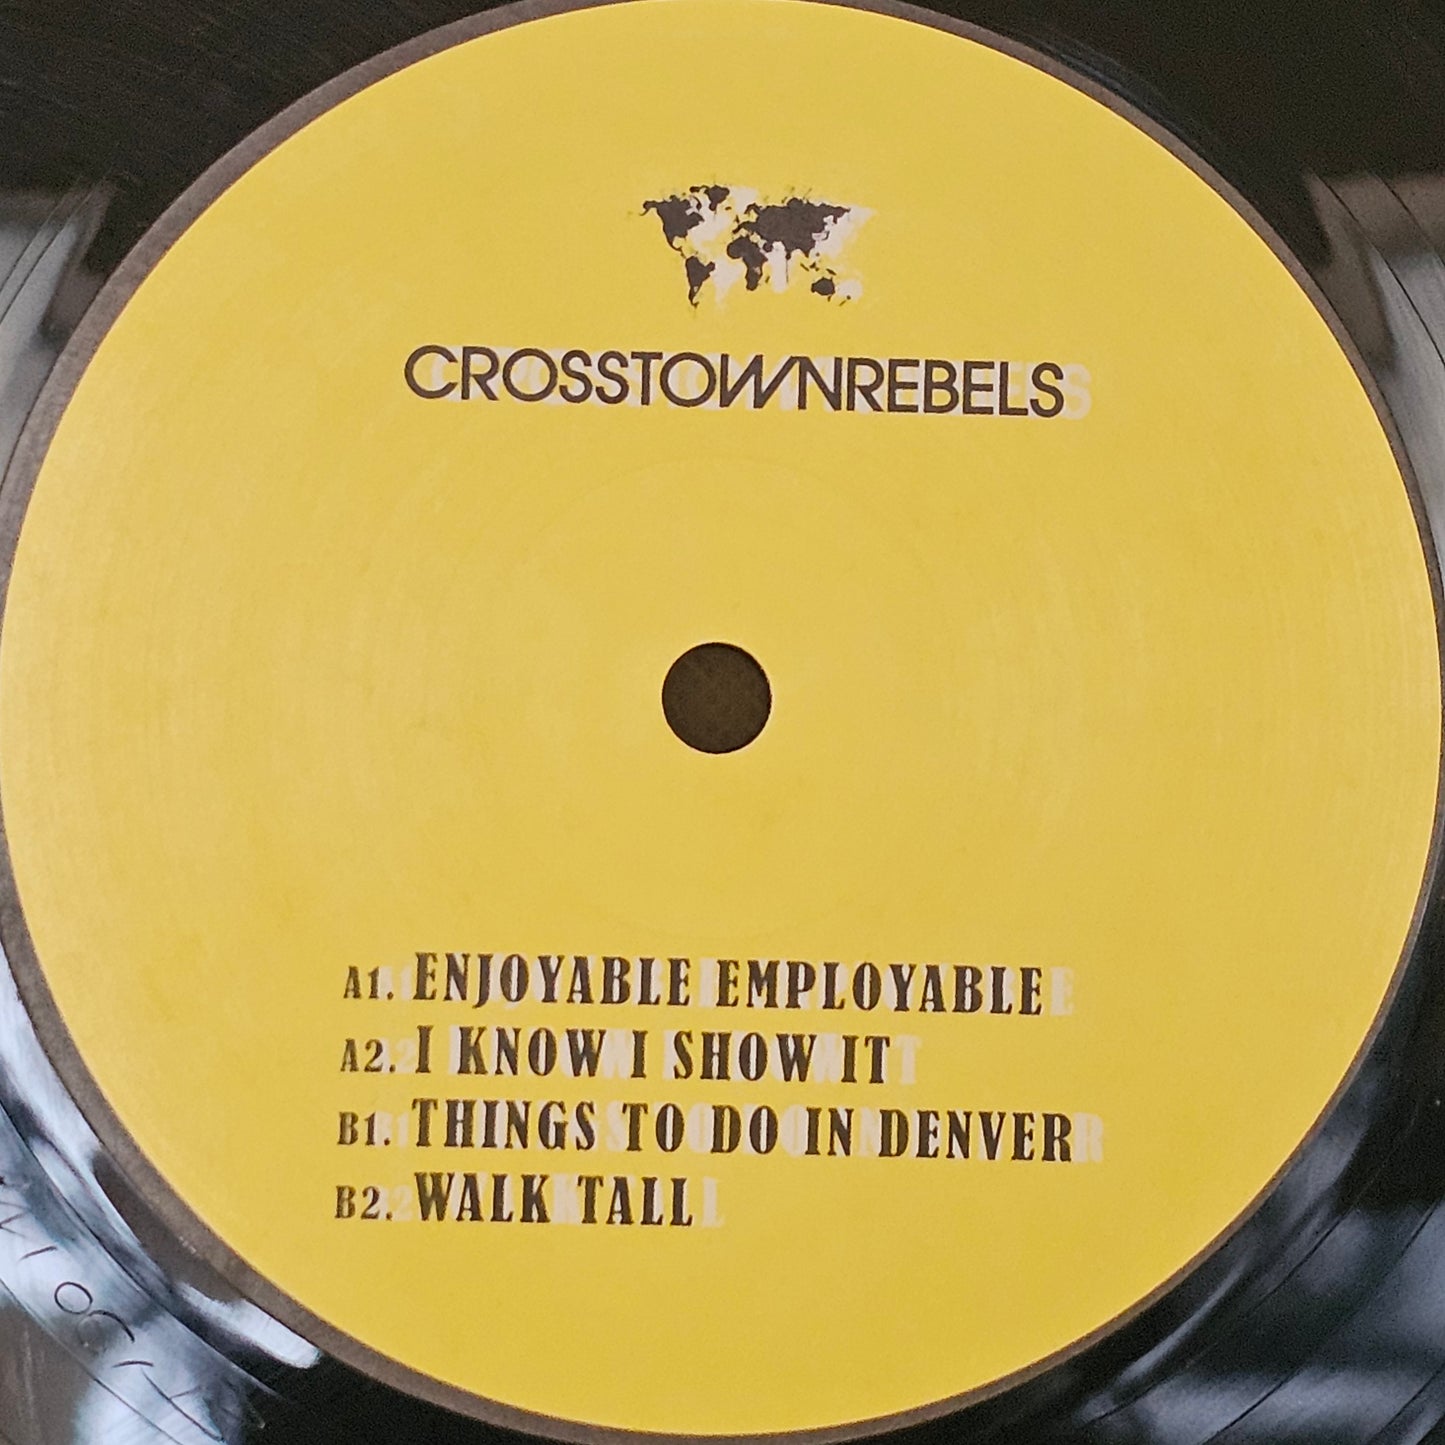 CROSSTOWNREBELS
A1. ENJOYABLE EMPLOYABLE
A2. I KNOW I SHOW IT
B1. THINGS TO DO IN DENVER
B2. WALK TALL